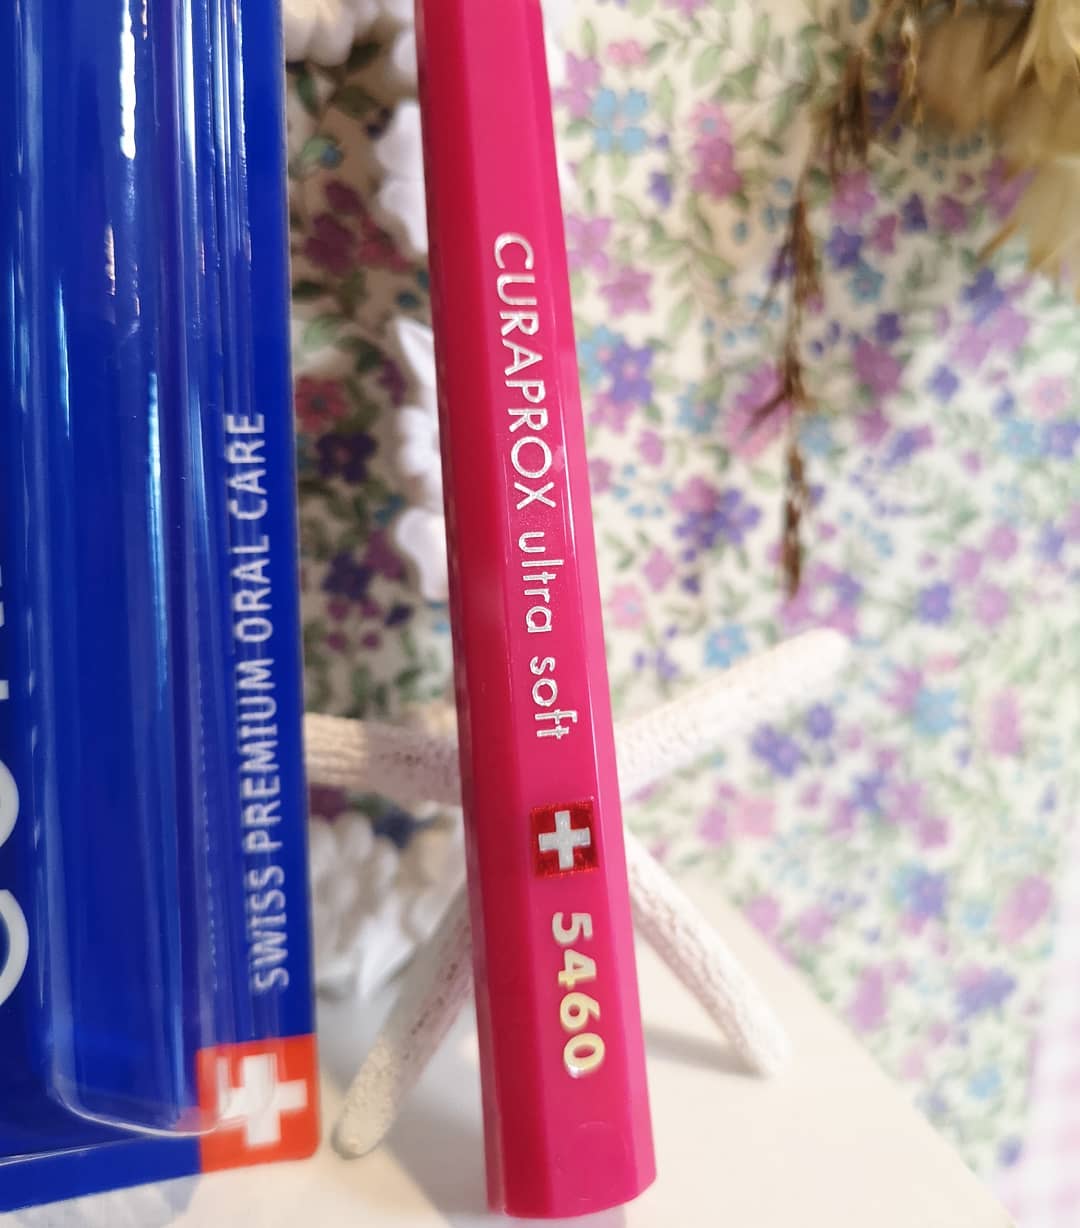 SWISS PREMIUM ORAL CARE
CURAPROX ultra soft
5460